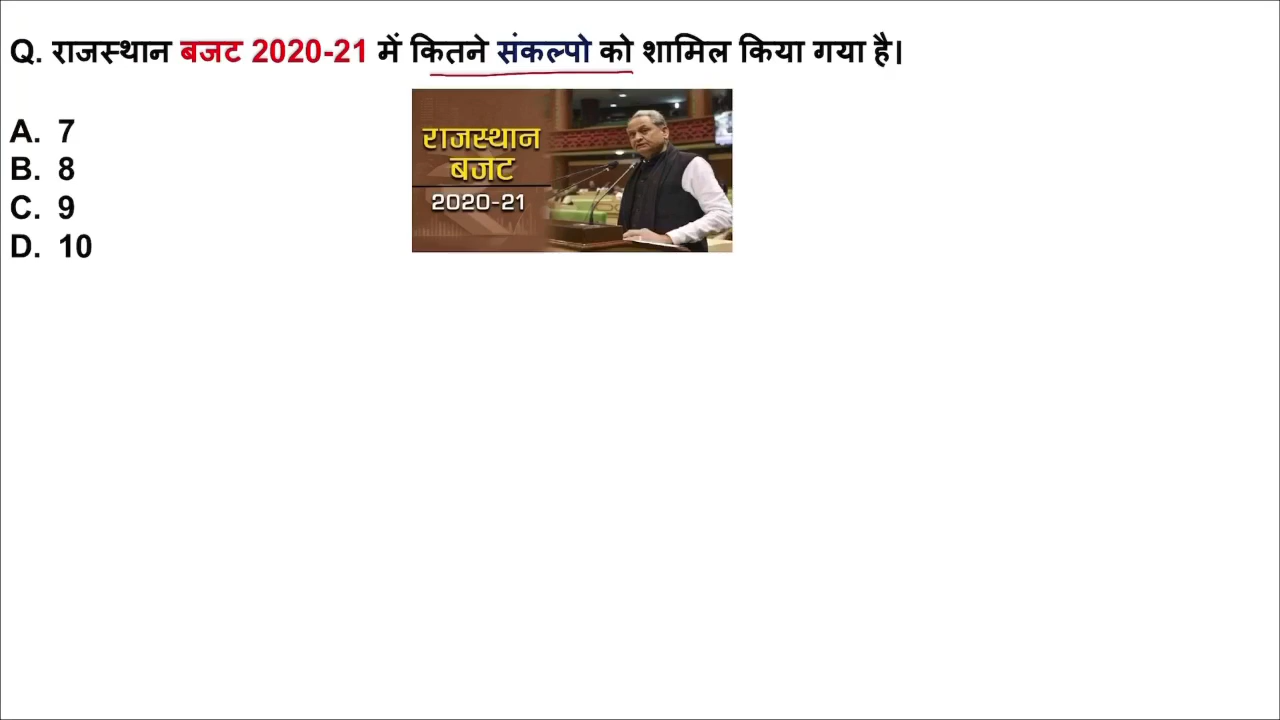 Q. राजस्थान बजट 2020-21 में कितने संकल्पो को शामिल किया गया है।
A. 7
B. 8
C. 9
D. 10
राजस्थान
बजट
2020-21